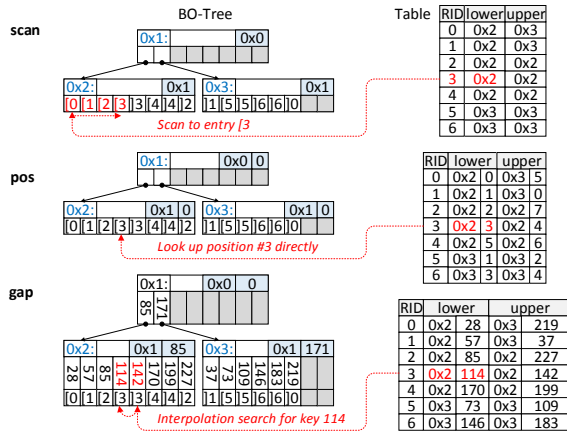 BO-Tree Table
scan
0x1: 0x0
0x2: 0x1 0x3: 0x1
[0 [1 [2 [3 ]3 [4 ]4 ]2 ]1 [5 ]5 [6 ]6 ]0
Scan to entry [3
RID lower upper
0 0x2 0x3
1 0x2 0x3
2 0x2 0x2
3 0x2 0x2
4 0x2 0x2
5 0x3 0x3
6 0x3 0x3
pos
0x1: 0x0 0
0x2: 0x1 0 0x3: 0x1 0
[0 [1 [2 [3 ]3 [4 ]4 ]2 ]1 [5 ]5 [6 ]6 ]0
Look up position #3 directly
RID lower upper
0 0x2 0 0x3 5
1 0x2 1 0x3 0
2 0x2 2 0x2 7
3 0x2 3 0x2 4
4 0x2 5 0x2 6
5 0x3 1 0x3 2
6 0x3 3 0x3 4
gap
0x1: 0x0 0
85 171
0x2: 0x1 85 0x3: 0x1 171
28 57 85 114 142 170 199 227 37 73 109 146 183 219
[0 [1 [2 [3 ]3 [4 ]4 ]2 ]1 [5 ]5 [6 ]6 ]0
Interpolation search for key 114
RID lower upper
0 0x2 28 0x3 219
1 0x2 57 0x3 37
2 0x2 85 0x2 227
3 0x2 114 0x2 142
4 0x2 170 0x2 199
5 0x3 73 0x3 109
6 0x3 146 0x3 183